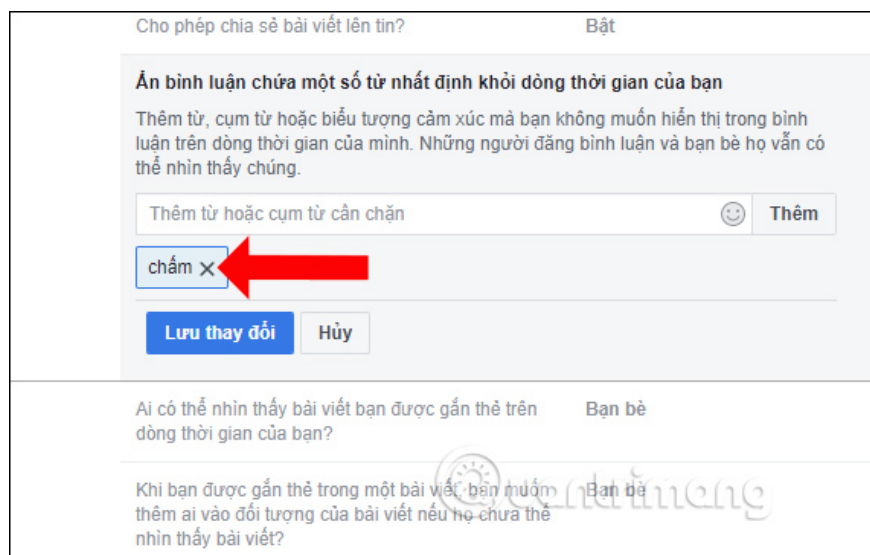 Cho phép chia sẻ bài viết lên tin? Bật
Ẩn bình luận chứa một số từ nhất định khỏi dòng thời gian của bạn
Thêm từ, cụm từ hoặc biểu tượng cảm xúc mà bạn không muốn hiển thị trong bình
luận trên dòng thời gian của mình. Những người đăng bình luận và bạn bè họ vẫn có
thể nhìn thấy chúng.
Thêm từ hoặc cụm từ cần chặn Thêm
chấm
Lưu thay đổi Hủy
Ai có thể nhìn thấy bài viết bạn được gắn thẻ trên Bạn bè
dòng thời gian của bạn?
Khi bạn được gắn thẻ trong một bài viết, bạn muốn Bạn bè
thêm ai vào đối tượng của bài viết nếu họ chưa thể
nhìn thấy bài viết?
Quantrimang